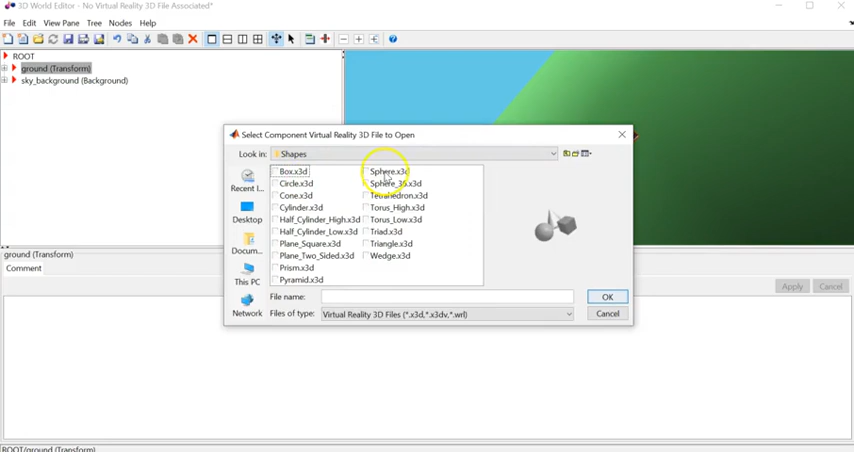 3D World Editor - No Virtual Reality 3D File Associated*
File Edit View Pane Tree Nodes Help
ROOT
ground (Transform)
sky_background (Background)
Select Component Virtual Reality 3D File to Open
Look in: Shapes
Recent I...
Desktop
Docum...
This PC
Network
Box.x3d
Circle.x3d
Cone.x3d
Cylinder.x3d
Half_Cylinder_High.x3d
Half_Cylinder_Low.x3d
Plane_Square.x3d
Plane_Two_Sided.x3d
Prism.x3d
Pyramid.x3d
Sphere.x3d
Tetrahedron.x3d
Torus_High.x3d
Torus_Low.x3d
Triad.x3d
Triangle.x3d
Wedge.x3d
File name:
OK
Files of type: Virtual Reality 3D Files (*.x3d,*.x3dv,*.wrl)
Cancel
ground (Transform)
Comment
Apply Cancel
ROOT/ground (Transform)